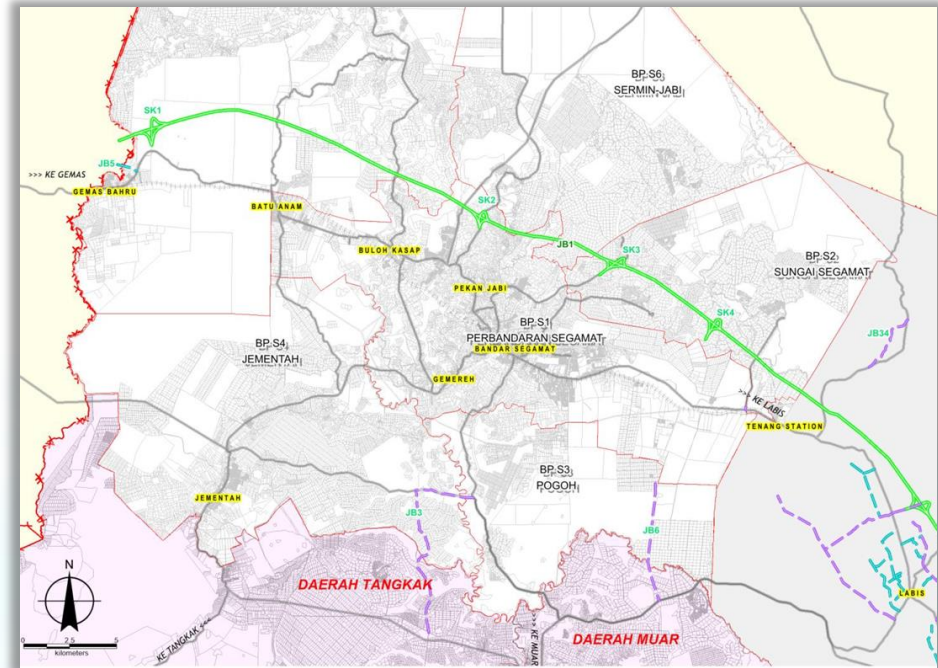 BP S6
SERMIN-JABI
SK1
JB5
>>> KE GEMAS
GEMAS BAHRU
BATU ANAM
SK2
BULOH KASAP
JB1
SK3
BP S2
SUNGAI SEGAMAT
PEKAN JABI
SK4
BP S1
PERBANDARAN SEGAMAT
BANDAR SEGAMAT
JB34
BP S4
JEMENTAH
GEMEREH
>>> KE LABIS
TENANG STATION
BP S3
POGOH
JEMENTAH
JB3
JB6
N
DAERAH TANGKAK
LABIS
KE TANGKAK <<<
>>> KE MUAR
DAERAH MUAR
0 2.5 5
kilometers